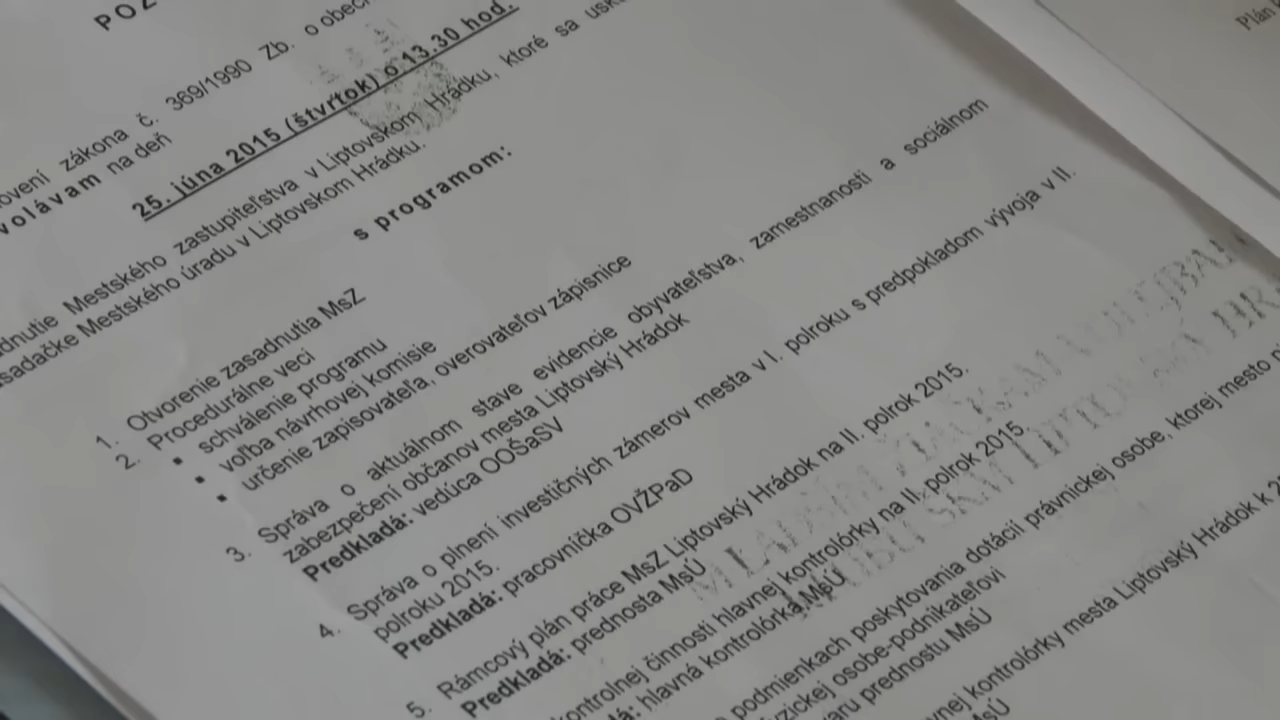 POZ
ovení zákona č. 369/1990 Zb. o obec
volávam na deň
25. júna 2015 (štvrtok) o 13.30 hod.
dnutie Mestského zastupiteľstva v Liptovskom Hrádku, ktoré sa usk
asadačke Mestského úradu v Liptovskom Hrádku.
s programom:
1. Otvorenie zasadnutia MsZ
2. Procedurálne veci
▪ schválenie programu
▪ voľba návrhovej komisie
▪ určenie zapisovateľa, overovateľov zápisnice
3. Správa o aktuálnom stave evidencie obyvateľstva, zamestnanosti a sociálnom
zabezpečení občanov mesta Liptovský Hrádok
Predkladá: vedúca OOŠaSV
4. Správa o plnení investičných zámerov mesta v I. polroku s predpokladom vývoja v II.
polroku 2015.
Predkladá: pracovníčka OVŽPaD
5. Rámcový plán práce MsZ Liptovský Hrádok na II. polrok 2015.
Predkladá: prednosta MsÚ
kontrolnej činnosti hlavnej kontrolórky na II. polrok 2015.
á: hlavná kontrolórka MsÚ
o podmienkach poskytovania dotácií právnickej osobe, ktorej mesto
yzickej osobe-podnikateľovi
prednostu MsÚ
vnej kontrolórky mesta Liptovský Hrádok k
MsÚ
Plán